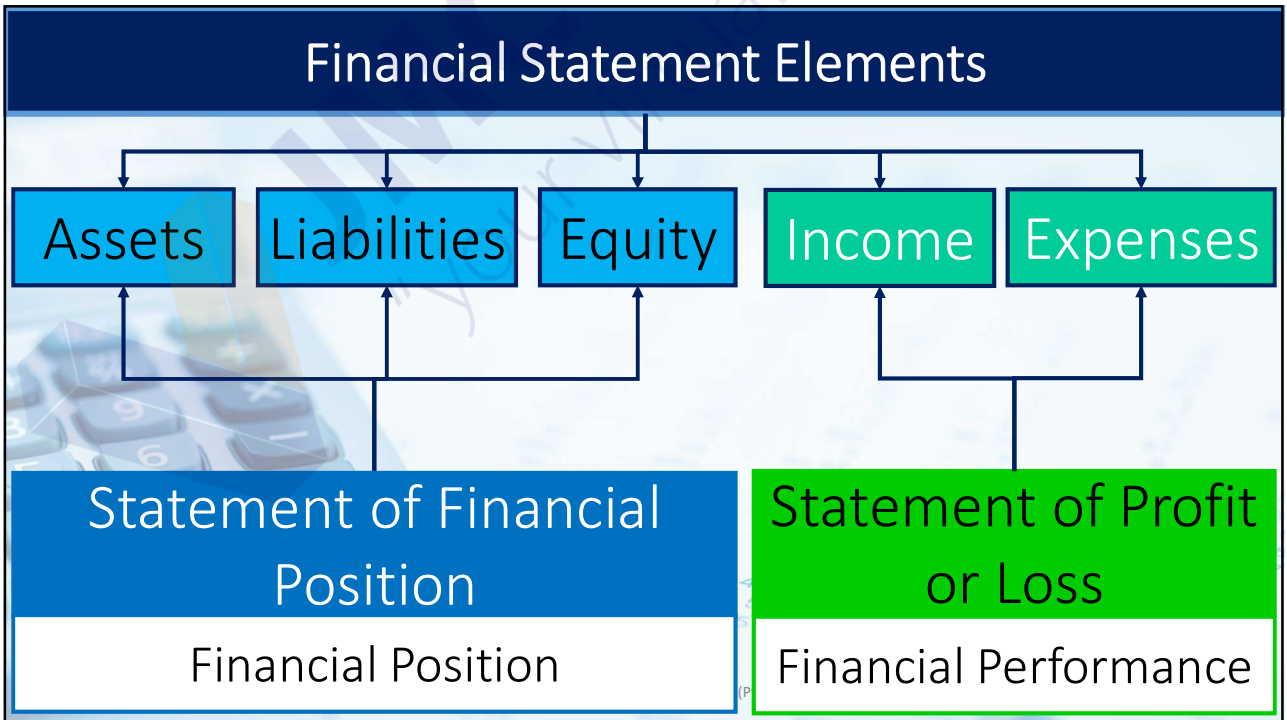 Financial Statement Elements
Assets
Liabilities
Equity
Income
Expenses
Statement of Financial
Position
Financial Position
Statement of Profit
or Loss
Financial Performance